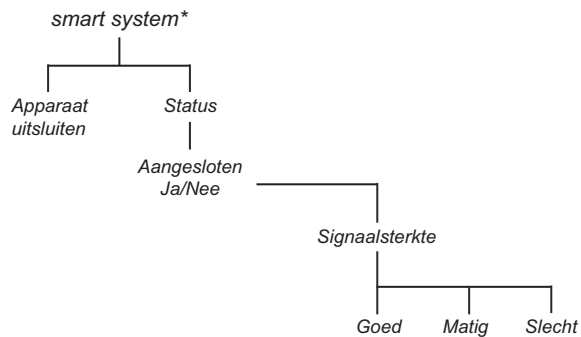 smart system*
Apparaat
uitsluiten
Status
Aangesloten
Ja/Nee
Signaalsterkte
Goed
Matig
Slecht